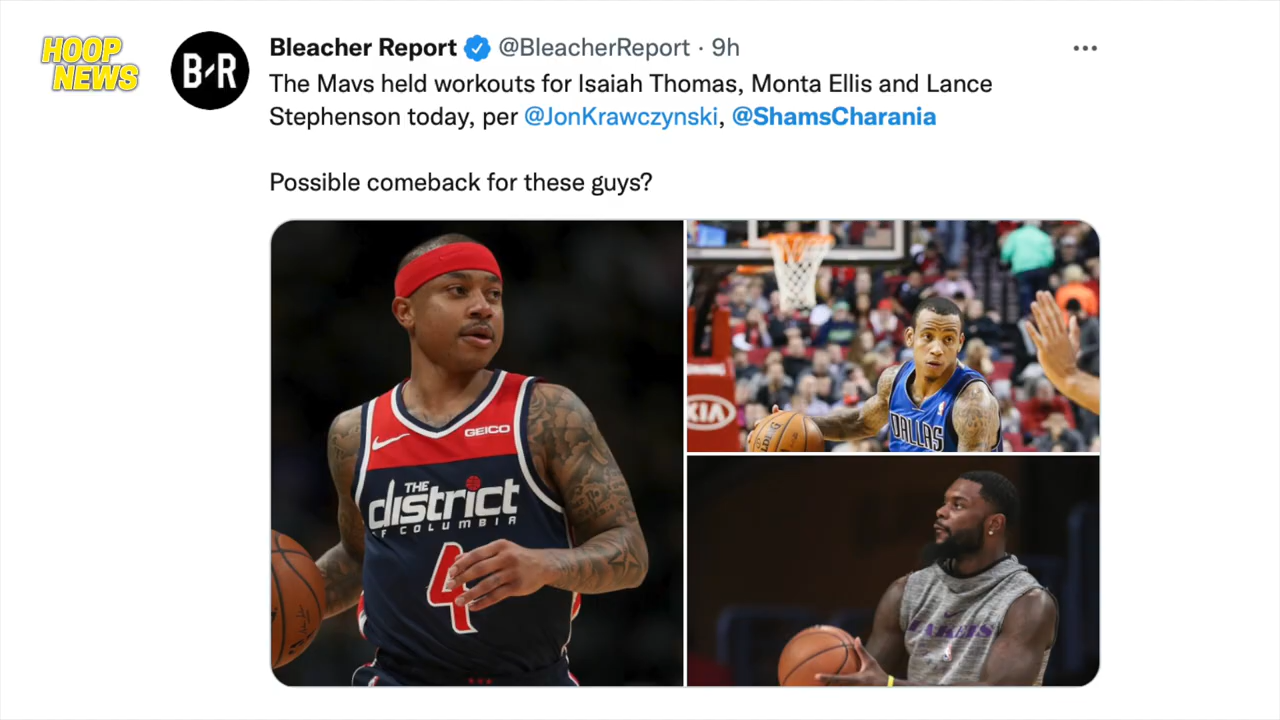 HOOP
NEWS
B-R
Bleacher Report @BleacherReport · 9h
The Mavs held workouts for Isaiah Thomas, Monta Ellis and Lance
Stephenson today, per @JonKrawczynski, @ShamsCharania
Possible comeback for these guys?
GEICO
THE
district
OF COLUMBIA
4
KIA
DALLAS
LAKERS